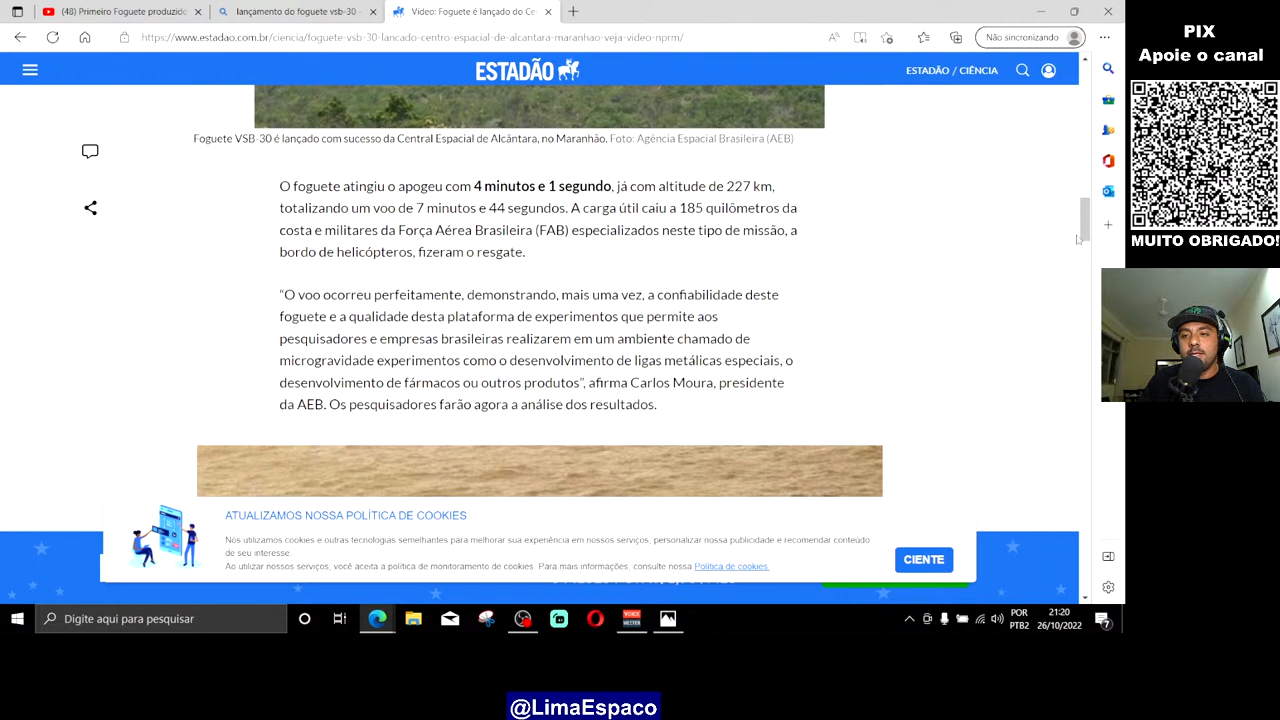 (48) Primeiro Foguete produzido
lançamento do foguete vsb-30 -
Vídeo: Foguete é lançado do Ce
PIX
Apoie o canal
https://www.estadao.com.br/ciencia/foguete-vsb-30-lancado-centro-espacial-de-alcantara-maranhao-veja-video-nprm/
Não sincronizando
ESTADÃO
ESTADÃO / CIÊNCIA
Foguete VSB-30 é lançado com sucesso da Central Espacial de Alcântara, no Maranhão. Foto: Agência Espacial Brasileira (AEB)
O foguete atingiu o apogeu com 4 minutos e 1 segundo, já com altitude de 227 km,
totalizando um voo de 7 minutos e 44 segundos. A carga útil caiu a 185 quilômetros da
costa e militares da Força Aérea Brasileira (FAB) especializados neste tipo de missão, a
bordo de helicópteros, fizeram o resgate.
MUITO OBRIGADO!
“O voo ocorreu perfeitamente, demonstrando, mais uma vez, a confiabilidade deste
foguete e a qualidade desta plataforma de experimentos que permite aos
pesquisadores e empresas brasileiras realizarem em um ambiente chamado de
microgravidade experimentos como o desenvolvimento de ligas metálicas especiais, o
desenvolvimento de fármacos ou outros produtos”, afirma Carlos Moura, presidente
da AEB. Os pesquisadores farão agora a análise dos resultados.
ATUALIZAMOS NOSSA POLÍTICA DE COOKIES
Nós utilizamos cookies e outras tecnologias semelhantes para melhorar sua experiência em nossos serviços, personalizar nossa publicidade e recomendar conteúdo
de seu interesse.
Ao utilizar nossos serviços, você aceita a política de monitoramento de cookies. Para mais informações, consulte nossa Política de cookies.
CIENTE
Digite aqui para pesquisar
VOICE
MEETER
POR
PTB2
21:20
26/10/2022
7
@LimaEspaco